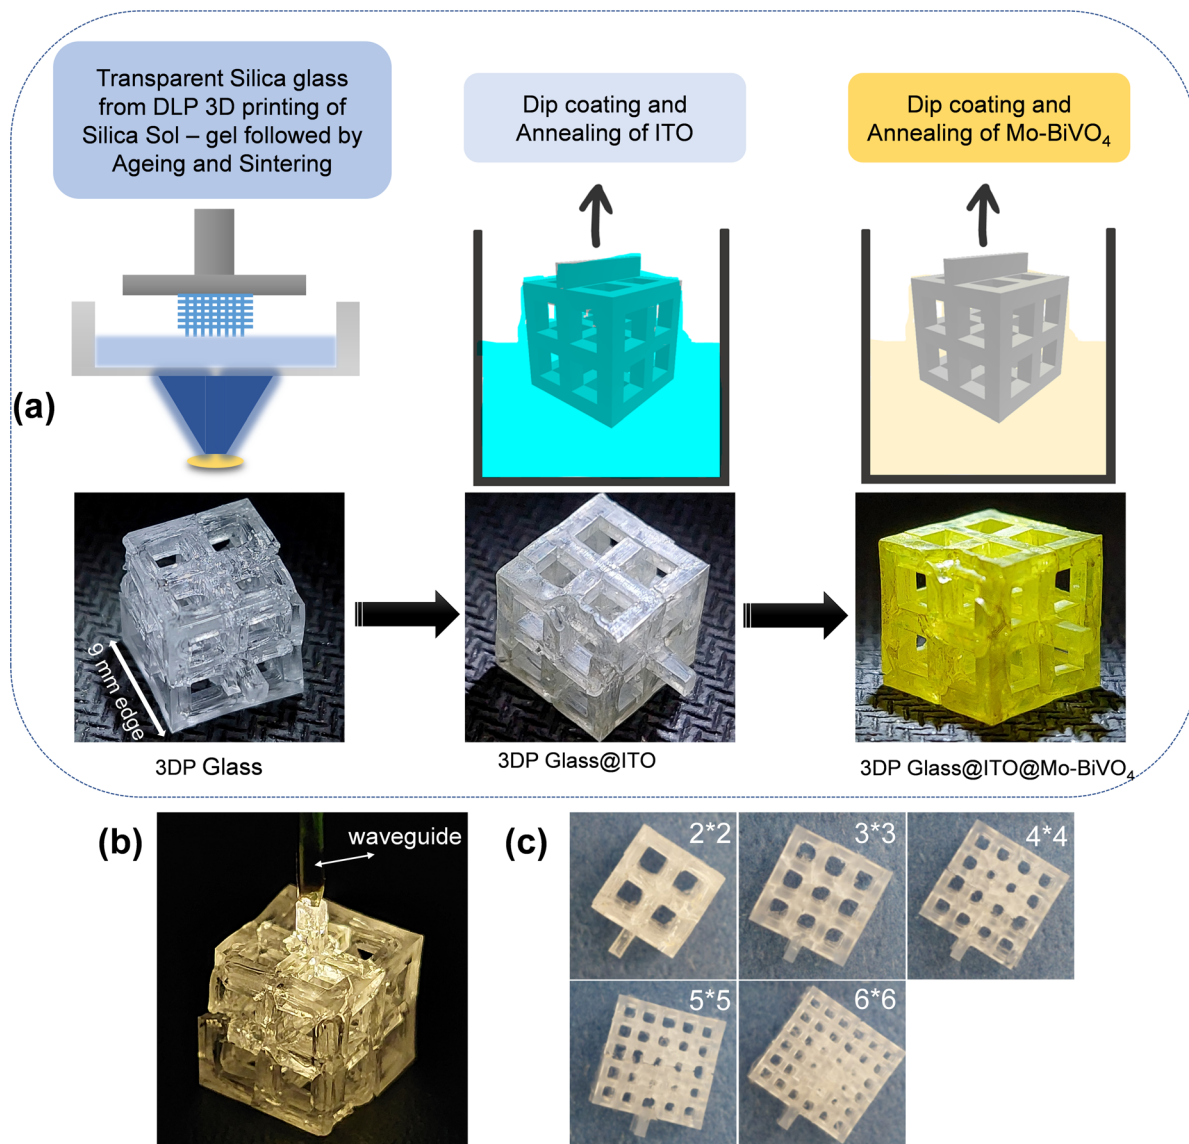 Transparent Silica glass
from DLP 3D printing of
Silica Sol – gel followed by
Ageing and Sintering
Dip coating and
Annealing of ITO
Dip coating and
Annealing of Mo-BiVO₄
(a)
9 mm edge
3DP Glass
3DP Glass@ITO
3DP Glass@ITO@Mo-BiVO₄
(b)
waveguide
(c)
2*2
3*3
4*4
5*5
6*6